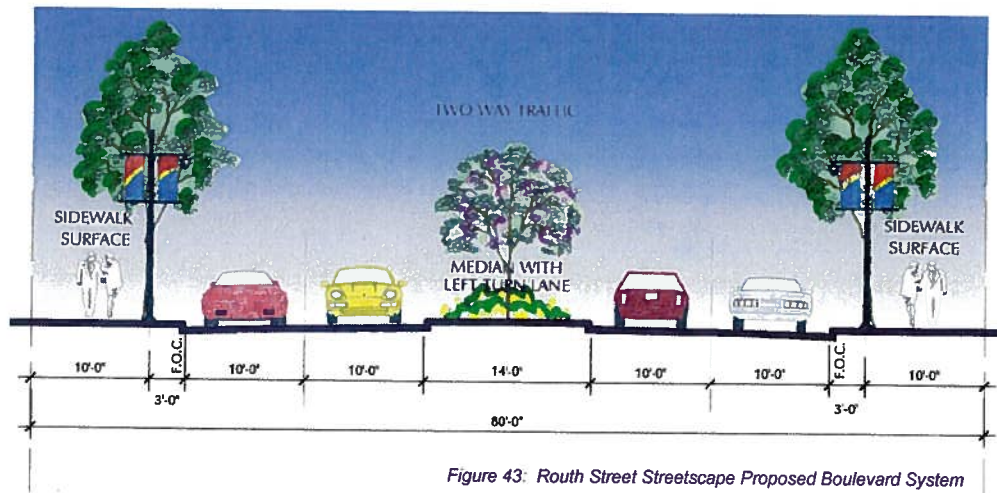 TWO WAY TRAFFIC
SIDEWALK
SURFACE
MEDIAN WITH
LEFT TURN LANE
SIDEWALK
SURFACE
F.O.C.
F.O.C.
10'-0"
10'-0"
10'-0"
14'-0"
10'-0"
10'-0"
10'-0"
3'-0"
3'-0"
80'-0"
Figure 43: Routh Street Streetscape Proposed Boulevard System